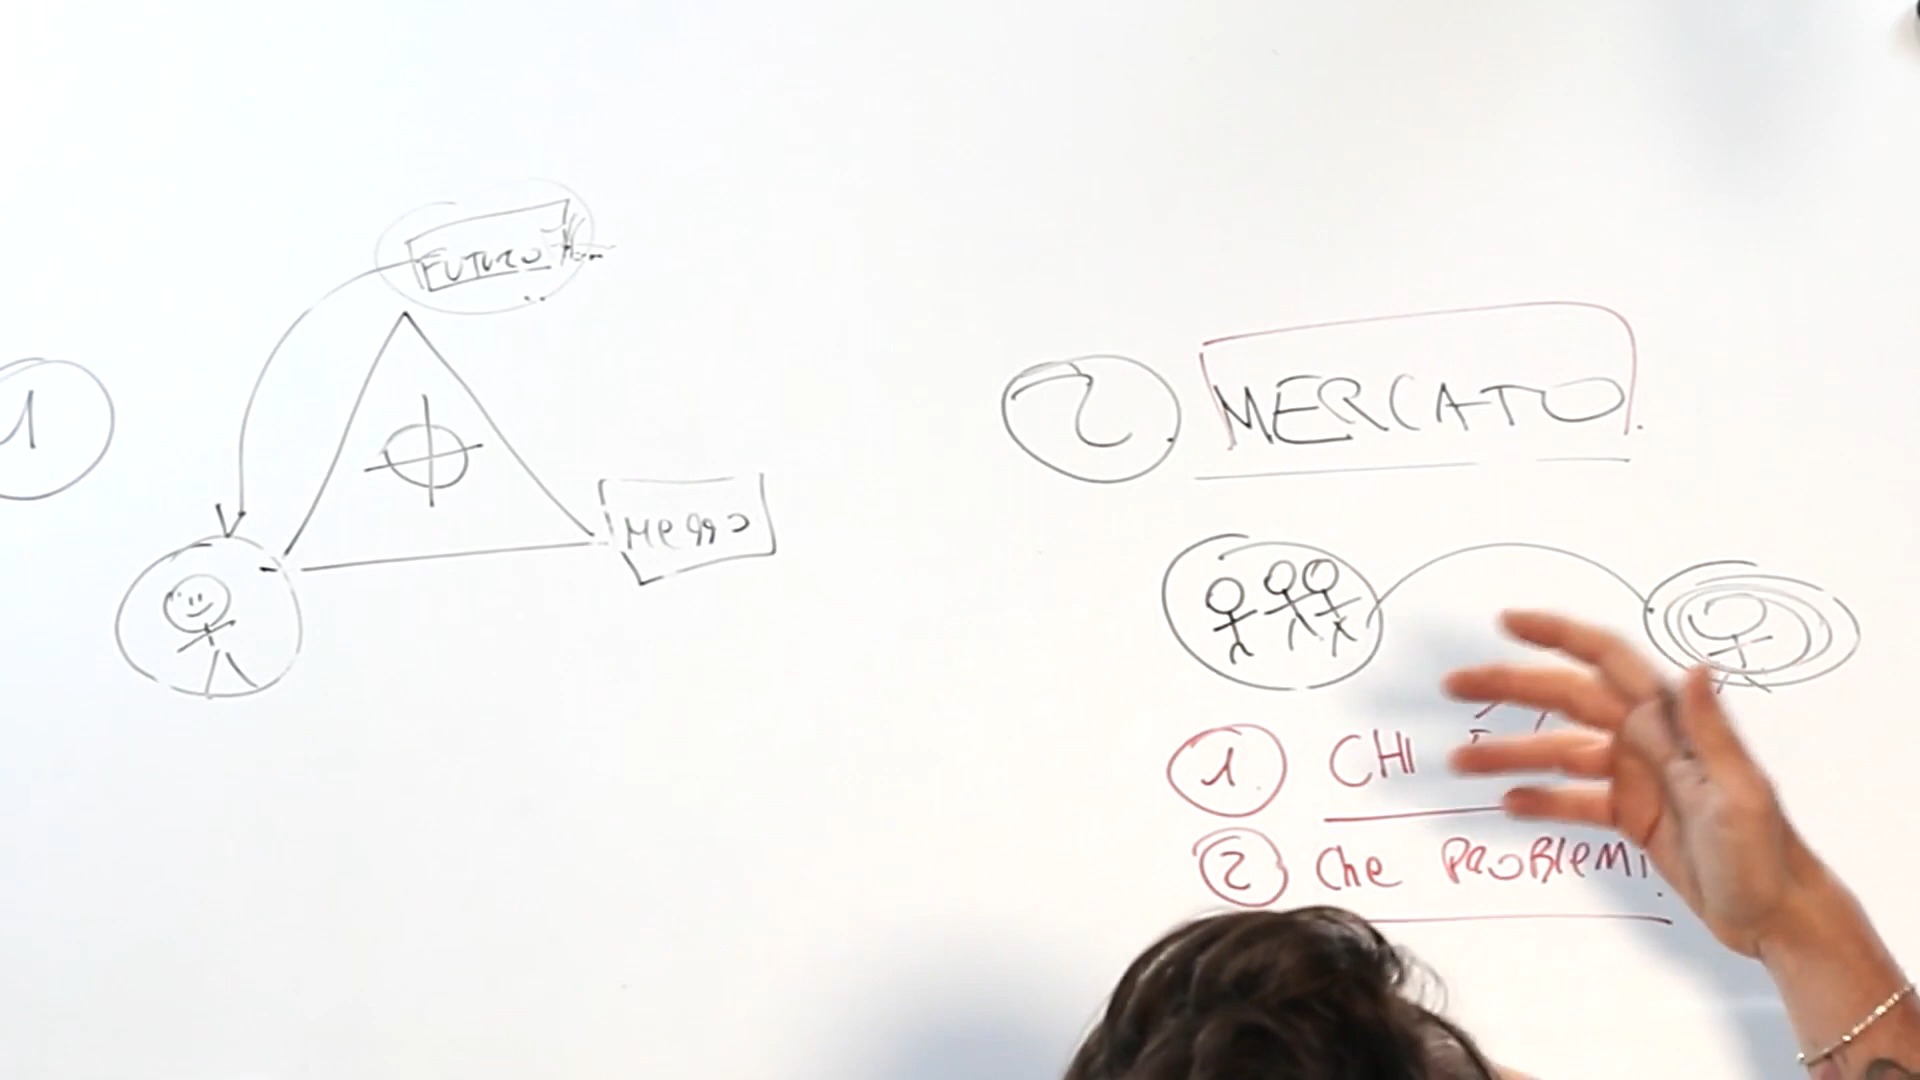 1
FUTURO
Mezzo
2 MERCATO.
1. CHI
2 Che PROBLEMI